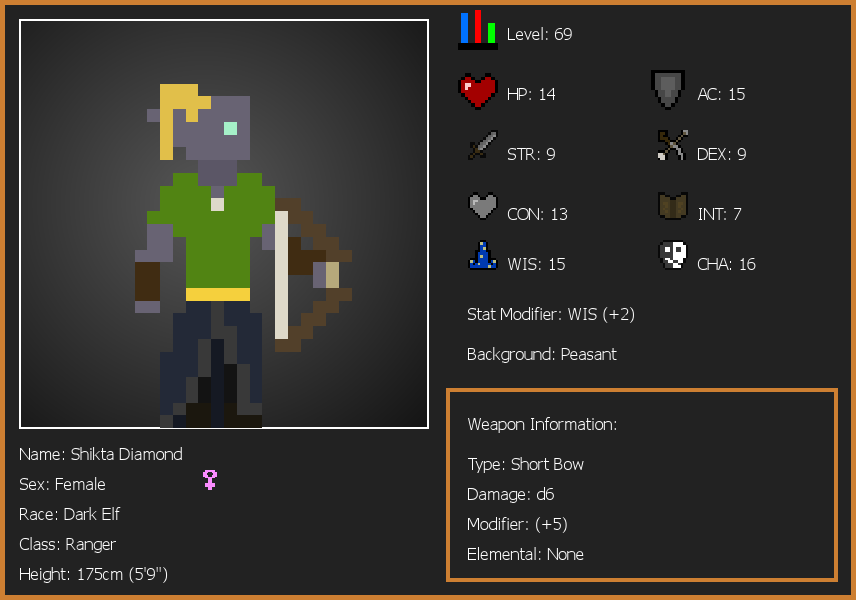 Level: 69
HP: 14
AC: 15
STR: 9
DEX: 9
CON: 13
INT: 7
WIS: 15
CHA: 16
Stat Modifier: WIS (+2)
Background: Peasant
Weapon Information:
Type: Short Bow
Damage: d6
Modifier: (+5)
Elemental: None
Name: Shikta Diamond
Sex: Female
Race: Dark Elf
Class: Ranger
Height: 175cm (5'9")